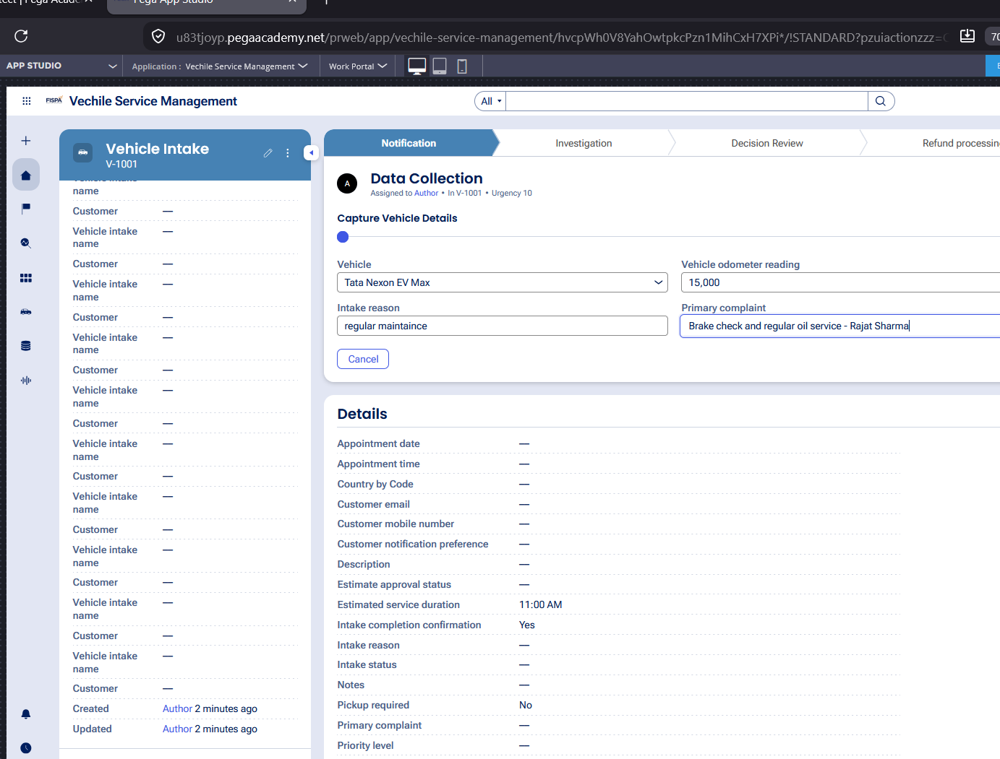 Pega App Studio
u83tjoyp.pegaacademy.net/prweb/app/vechile-service-management/hvcpWh0V8YahOwtpkcPzn1MihCxH7XPi*/!STANDARD?pzuiactionzzz=
70
APP STUDIO
Application : Vechile Service Management
Work Portal
FISPA Vechile Service Management
All
Vehicle Intake
V-1001
name
Customer —
Vehicle intake —
name
Customer —
Vehicle intake —
name
Customer —
Vehicle intake —
name
Customer —
Vehicle intake —
name
Customer —
Vehicle intake —
name
Customer —
Vehicle intake —
name
Customer —
Vehicle intake —
name
Customer —
Vehicle intake —
name
Customer —
Vehicle intake —
name
Customer —
Created Author 2 minutes ago
Updated Author 2 minutes ago
Notification
Investigation
Decision Review
Refund processin
A
Data Collection
Assigned to Author • In V-1001 • Urgency 10
Capture Vehicle Details
Vehicle
Tata Nexon EV Max
Vehicle odometer reading
15,000
Intake reason
regular maintaince
Primary complaint
Brake check and regular oil service - Rajat Sharma
Cancel
Details
Appointment date —
Appointment time —
Country by Code —
Customer email —
Customer mobile number —
Customer notification preference —
Description —
Estimate approval status —
Estimated service duration 11:00 AM
Intake completion confirmation Yes
Intake reason —
Intake status —
Notes —
Pickup required No
Primary complaint —
Priority level —